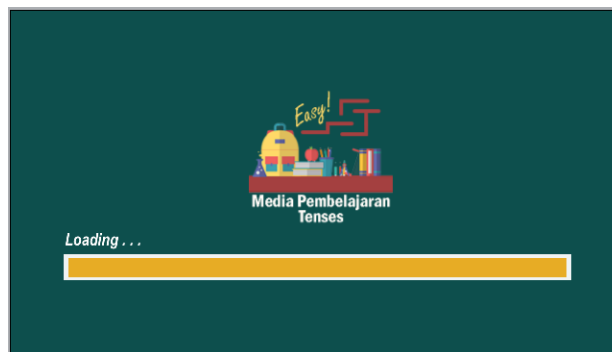 Easy!
Media Pembelajaran
Tenses
Loading . . .